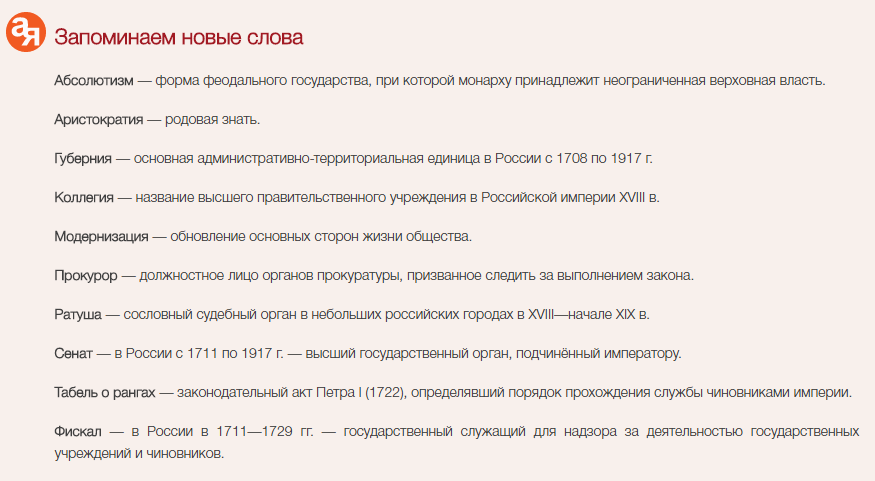 ая
Запоминаем новые слова
Абсолютизм — форма феодального государства, при которой монарху принадлежит неограниченная верховная власть.
Аристократия — родовая знать.
Губерния — основная административно-территориальная единица в России с 1708 по 1917 г.
Коллегия — название высшего правительственного учреждения в Российской империи XVIII в.
Модернизация — обновление основных сторон жизни общества.
Прокурор — должностное лицо органов прокуратуры, призванное следить за выполнением закона.
Ратуша — сословный судебный орган в небольших российских городах в XVIII—начале XIX в.
Сенат — в России с 1711 по 1917 г. — высший государственный орган, подчинённый императору.
Табель о рангах — законодательный акт Петра I (1722), определявший порядок прохождения службы чиновниками империи.
Фискал — в России в 1711—1729 гг. — государственный служащий для надзора за деятельностью государственных
учреждений и чиновников.